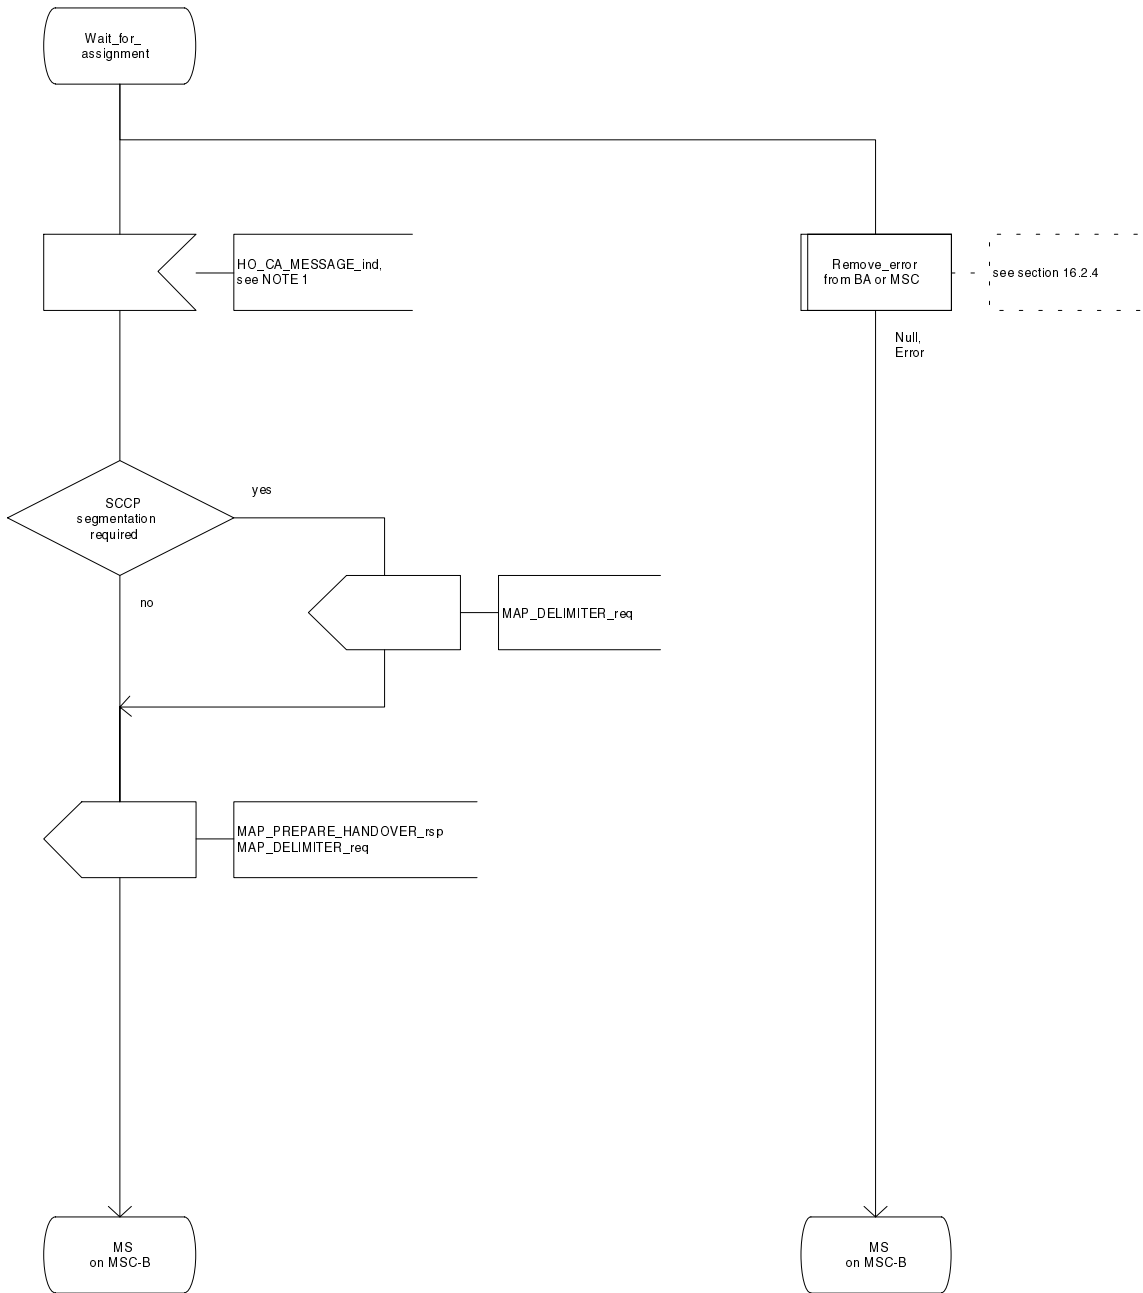 Wait_for_
assignment
HO_CA_MESSAGE_ind,
see NOTE 1
Remove_error
from BA or MSC
see section 16.2.4
Null,
Error
SCCP
segmentation
required
yes
no
MAP_DELIMITER_req
MAP_PREPARE_HANDOVER_rsp
MAP_DELIMITER_req
MS
on MSC-B
MS
on MSC-B